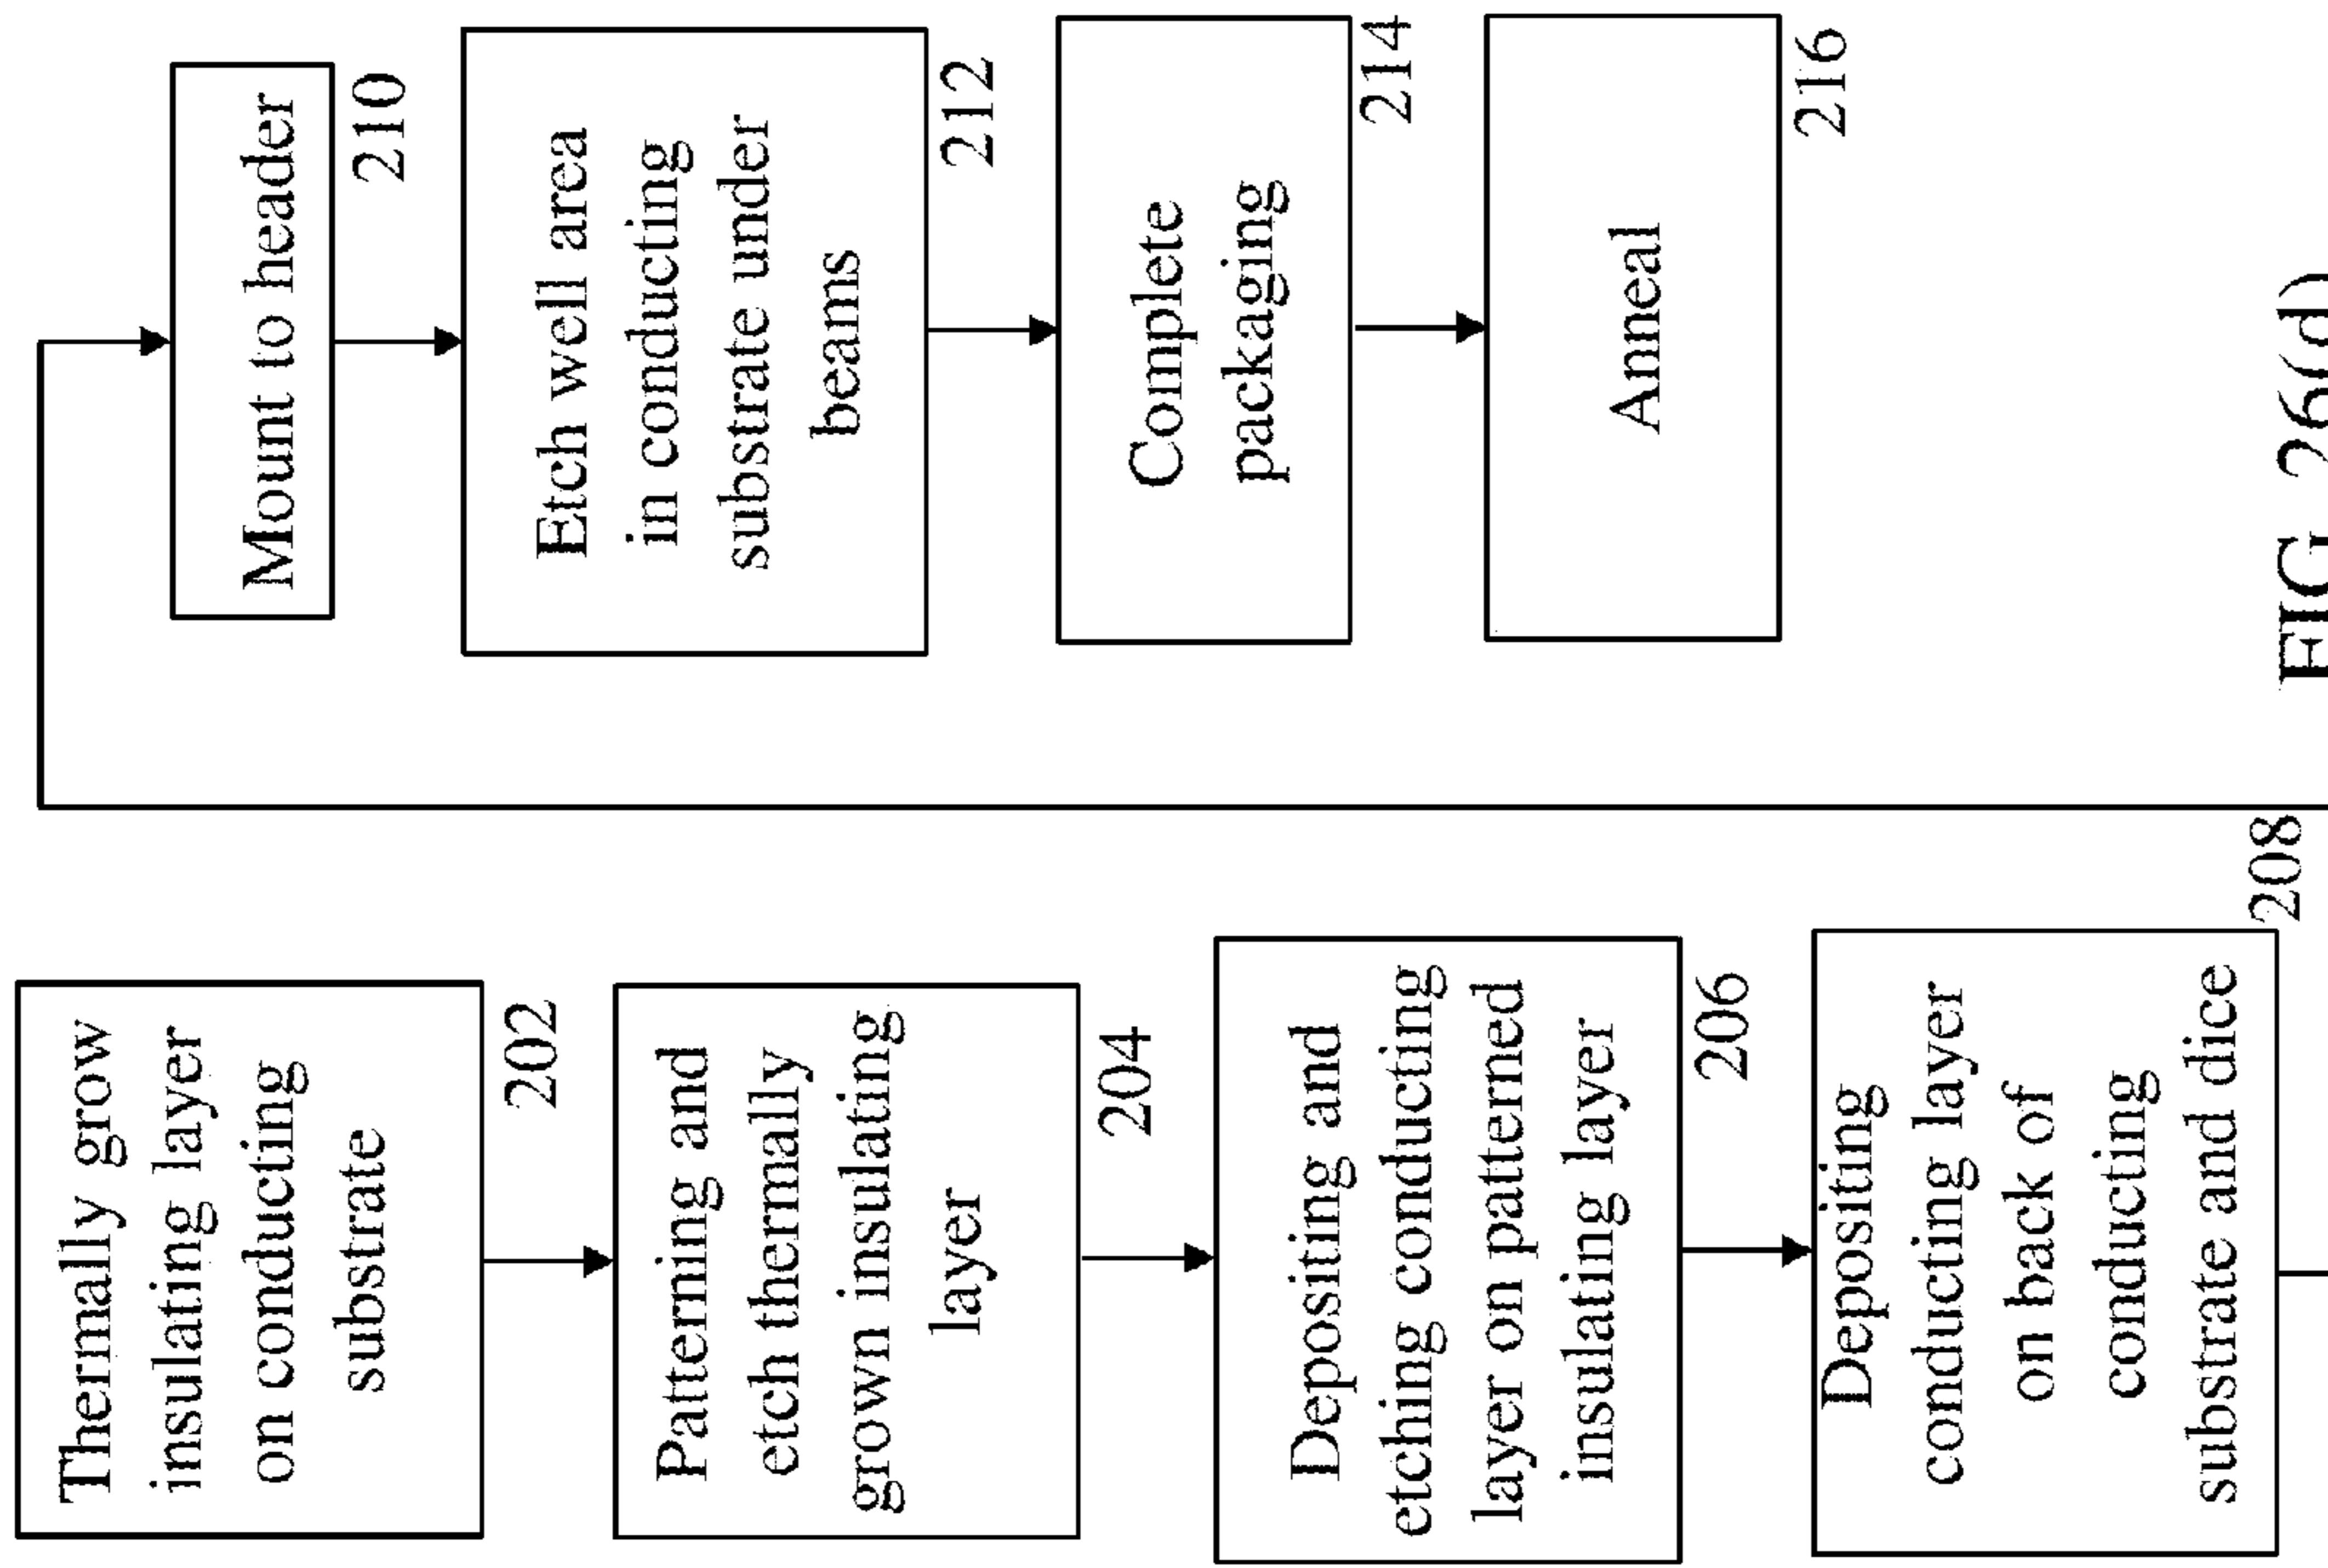 Thermally grow
insulating layer
on conducting
substrate
202
Patterning and
etch thermally
grown insulating
layer
204
Depositing and
etching conducting
layer on patterned
insulating layer
206
Depositing
conducting layer
on back of
conducting
substrate and dice
208
Mount to header
210
Etch well area
in conducting
substrate under
beams
212
Complete
packaging
214
Anneal
216
FIG 26(d)